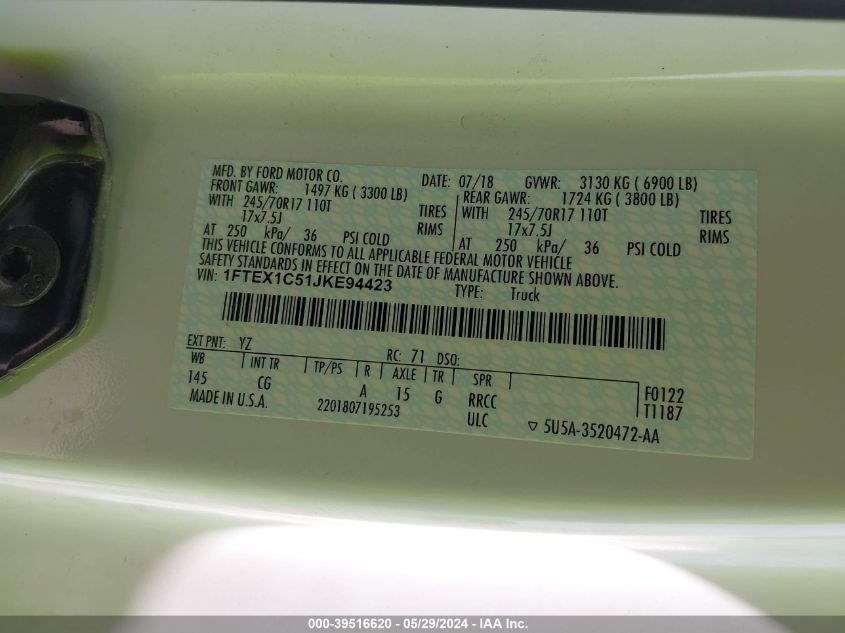 MFD. BY FORD MOTOR CO. DATE: 07/18 GVWR: 3130 KG ( 6900 LB)
FRONT GAWR: 1497 KG ( 3300 LB) REAR GAWR: 1724 KG ( 3800 LB)
WITH 245/70R17 110T TIRES WITH 245/70R17 110T TIRES
17x7.5J RIMS 17x7.5J RIMS
AT 250 kPa/ 36 PSI COLD AT 250 kPa/ 36 PSI COLD
THIS VEHICLE CONFORMS TO ALL APPLICABLE FEDERAL MOTOR VEHICLE
SAFETY STANDARDS IN EFFECT ON THE DATE OF MANUFACTURE SHOWN ABOVE.
VIN: 1FTEX1C51JKE94423 TYPE: Truck
EXT PNT: YZ RC: 71 DSO:
WB INT TR TP/PS R AXLE TR SPR
145 CG A 15 G RRCC F0122
ULC T1187
MADE IN U.S.A. 2201807195253 ▽ 5U5A-3520472-AA
000-39516620 - 05/29/2024 - IAA Inc.